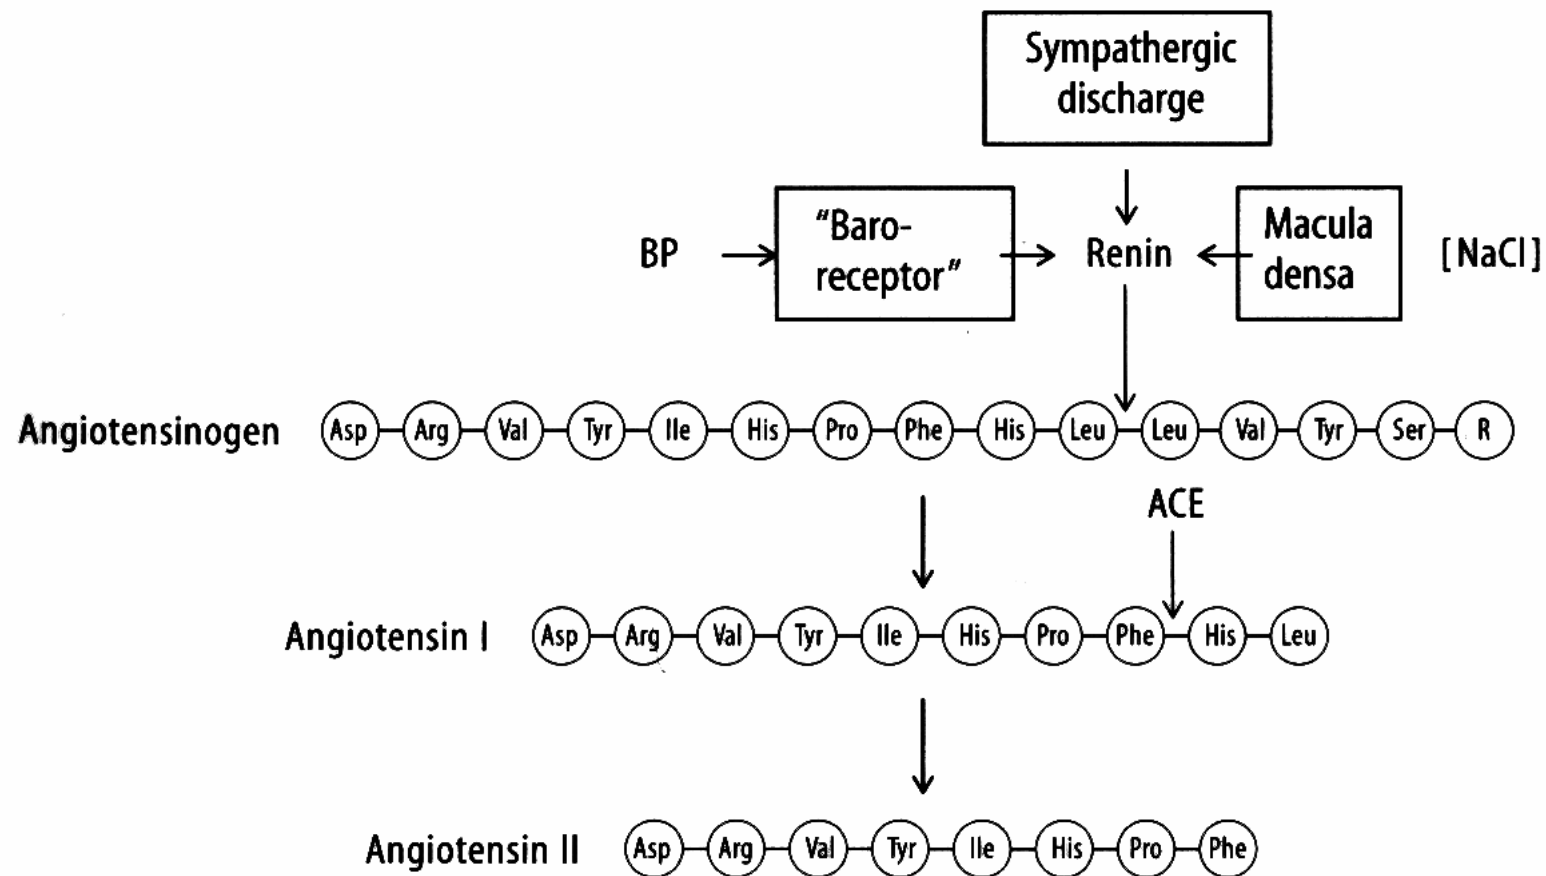 Sympathergic
discharge
BP
"Baro-
receptor"
Renin
Macula
densa
[NaCl]
Angiotensinogen
Asp Arg Val Tyr Ile His Pro Phe His Leu Leu Val Tyr Ser R
ACE
Angiotensin I
Asp Arg Val Tyr Ile His Pro Phe His Leu
Angiotensin II
Asp Arg Val Tyr Ile His Pro Phe